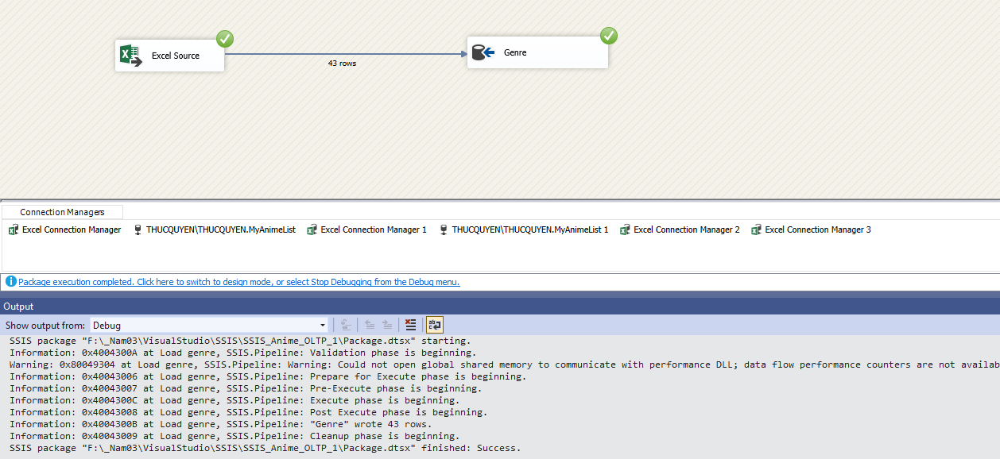 Excel Source
43 rows
Genre
Connection Managers
Excel Connection Manager THUCQUYEN\THUCQUYEN.MyAnimeList Excel Connection Manager 1 THUCQUYEN\THUCQUYEN.MyAnimeList 1 Excel Connection Manager 2 Excel Connection Manager 3
Package execution completed. Click here to switch to design mode, or select Stop Debugging from the Debug menu.
Output
Show output from: Debug
SSIS package "F:\_Nam03\VisualStudio\SSIS\SSIS_Anime_OLTP_1\Package.dtsx" starting.
Information: 0x4004300A at Load genre, SSIS.Pipeline: Validation phase is beginning.
Warning: 0x80049304 at Load genre, SSIS.Pipeline: Warning: Could not open global shared memory to communicate with performance DLL; data flow performance counters are not availab
Information: 0x40043006 at Load genre, SSIS.Pipeline: Prepare for Execute phase is beginning.
Information: 0x40043007 at Load genre, SSIS.Pipeline: Pre-Execute phase is beginning.
Information: 0x4004300C at Load genre, SSIS.Pipeline: Execute phase is beginning.
Information: 0x40043008 at Load genre, SSIS.Pipeline: Post Execute phase is beginning.
Information: 0x4004300B at Load genre, SSIS.Pipeline: "Genre" wrote 43 rows.
Information: 0x40043009 at Load genre, SSIS.Pipeline: Cleanup phase is beginning.
SSIS package "F:\_Nam03\VisualStudio\SSIS\SSIS_Anime_OLTP_1\Package.dtsx" finished: Success.